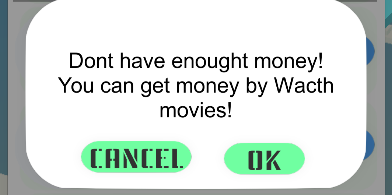 Dont have enought money!
You can get money by Wacth
movies!
CANCEL
OK